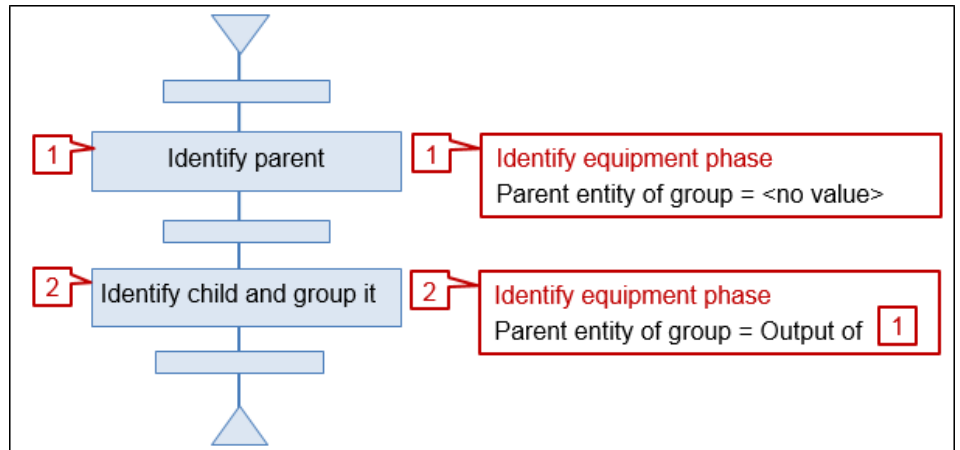 1
Identify parent
1
Identify equipment phase
Parent entity of group = <no value>
2
Identify child and group it
2
Identify equipment phase
Parent entity of group = Output of 1